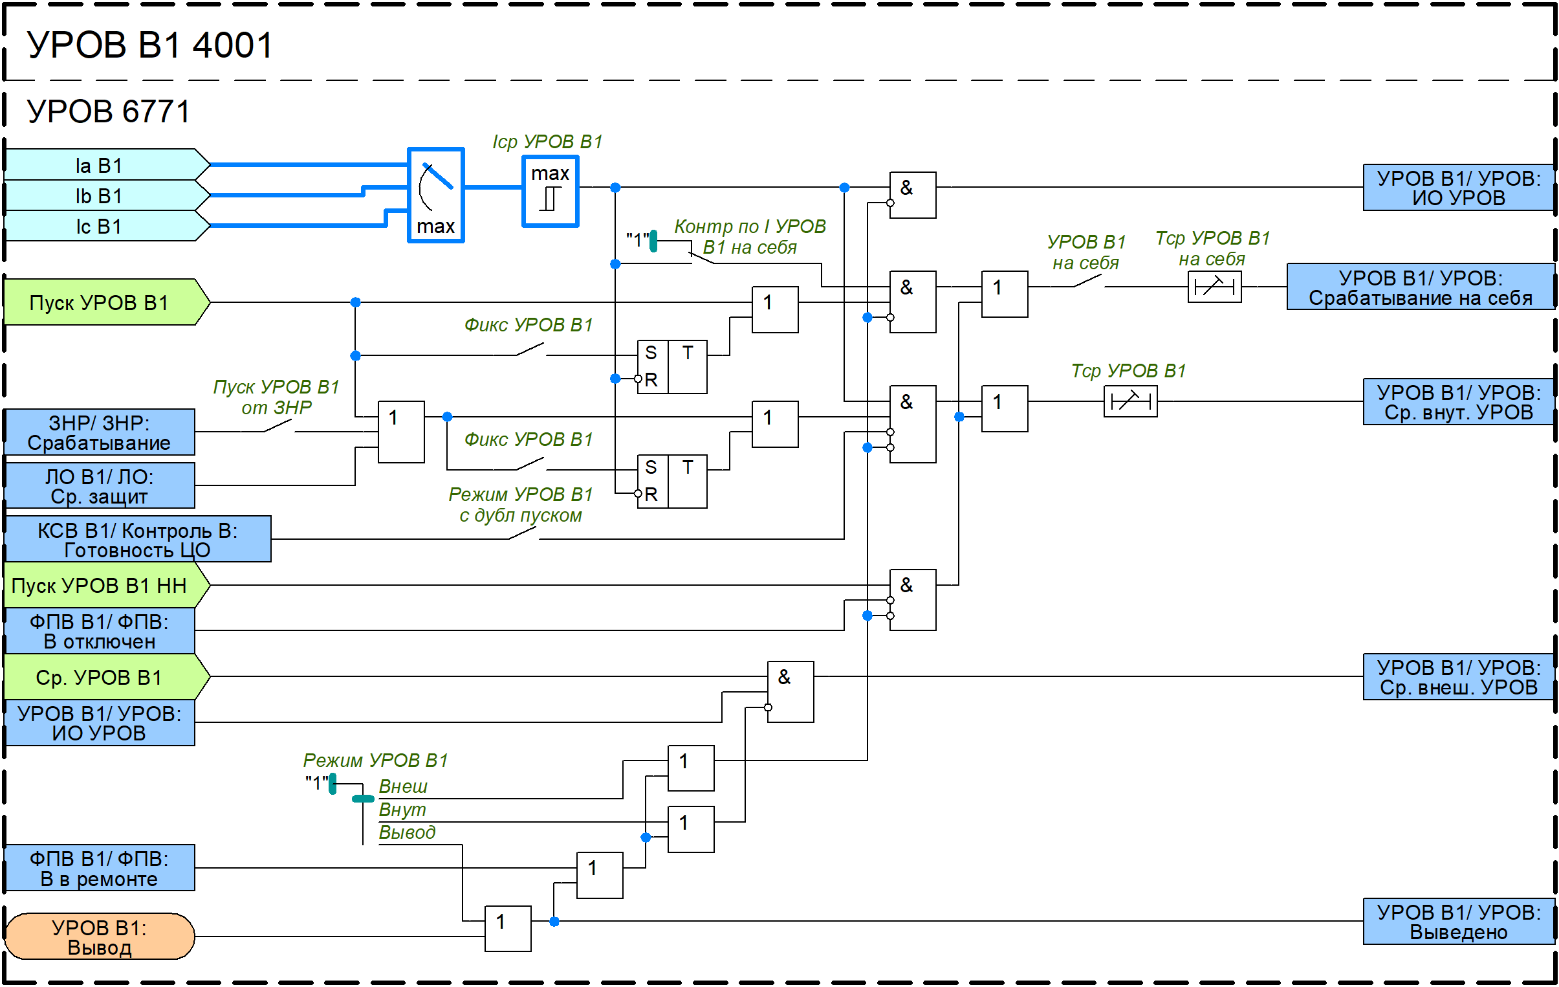 УРОВ В1 4001
УРОВ 6771
Iср УРОВ В1
Ia В1
Ib В1
Ic В1
max
max
&
УРОВ В1/ УРОВ:
ИО УРОВ
"1"
Контр по I УРОВ
В1 на себя
УРОВ В1
на себя
Тср УРОВ В1
на себя
Пуск УРОВ В1
1
&
1
УРОВ В1/ УРОВ:
Срабатывание на себя
Фикс УРОВ В1
S
T
R
Пуск УРОВ В1
от ЗНР
Тср УРОВ В1
ЗНР/ ЗНР:
Срабатывание
1
1
&
1
УРОВ В1/ УРОВ:
Ср. внут. УРОВ
Фикс УРОВ В1
S
T
R
ЛО В1/ ЛО:
Ср. защит
Режим УРОВ В1
с дубл пуском
КСВ В1/ Контроль В:
Готовность ЦО
Пуск УРОВ В1 НН
&
ФПВ В1/ ФПВ:
В отключен
Ср. УРОВ В1
&
УРОВ В1/ УРОВ:
Ср. внеш. УРОВ
УРОВ В1/ УРОВ:
ИО УРОВ
Режим УРОВ В1
"1"
Внеш
Внут
Вывод
1
1
ФПВ В1/ ФПВ:
В в ремонте
1
УРОВ В1:
Вывод
1
УРОВ В1/ УРОВ:
Выведено